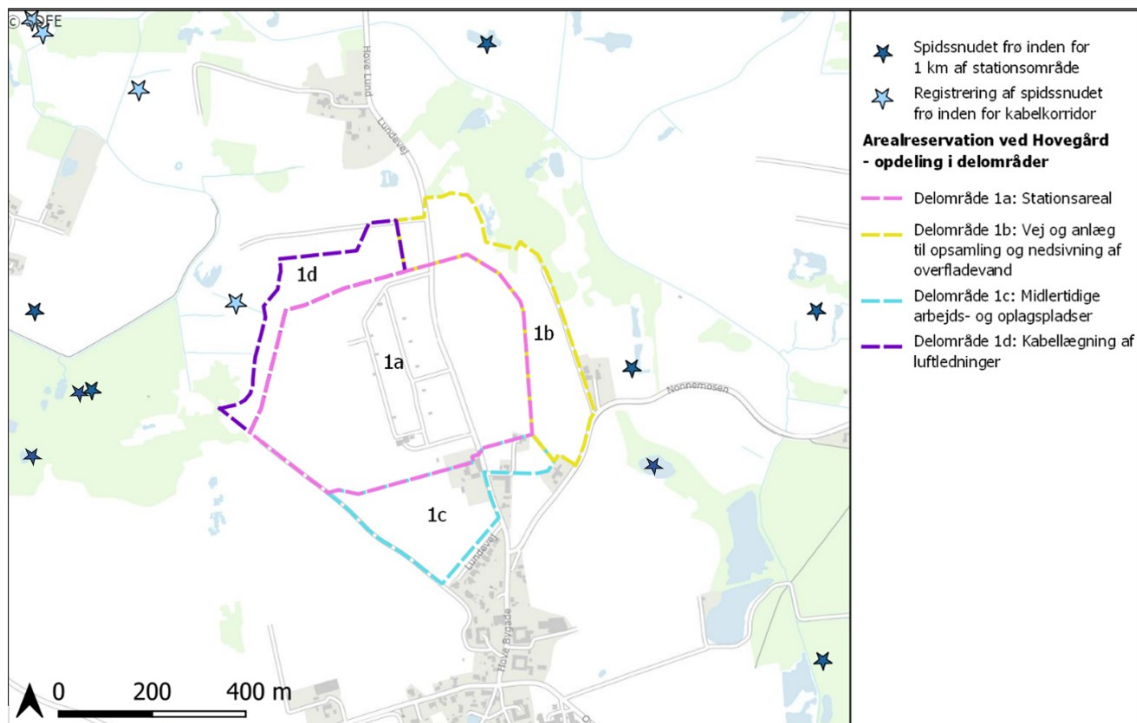 © SDFE
Hove Lund
Lundevej
1d
1b
1a
Nonnemosen
1c
Lundevej
Hove Bygade
0 200 400 m
Spidssnudet frø inden for
1 km af stationsområde
Registrering af spidssnudet
frø inden for kabelkorridor
Arealreservation ved Hovegård
- opdeling i delområder
Delområde 1a: Stationsareal
Delområde 1b: Vej og anlæg
til opsamling og nedsivning af
overfladevand
Delområde 1c: Midlertidige
arbejds- og oplagspladser
Delområde 1d: Kabellægning af
luftledninger